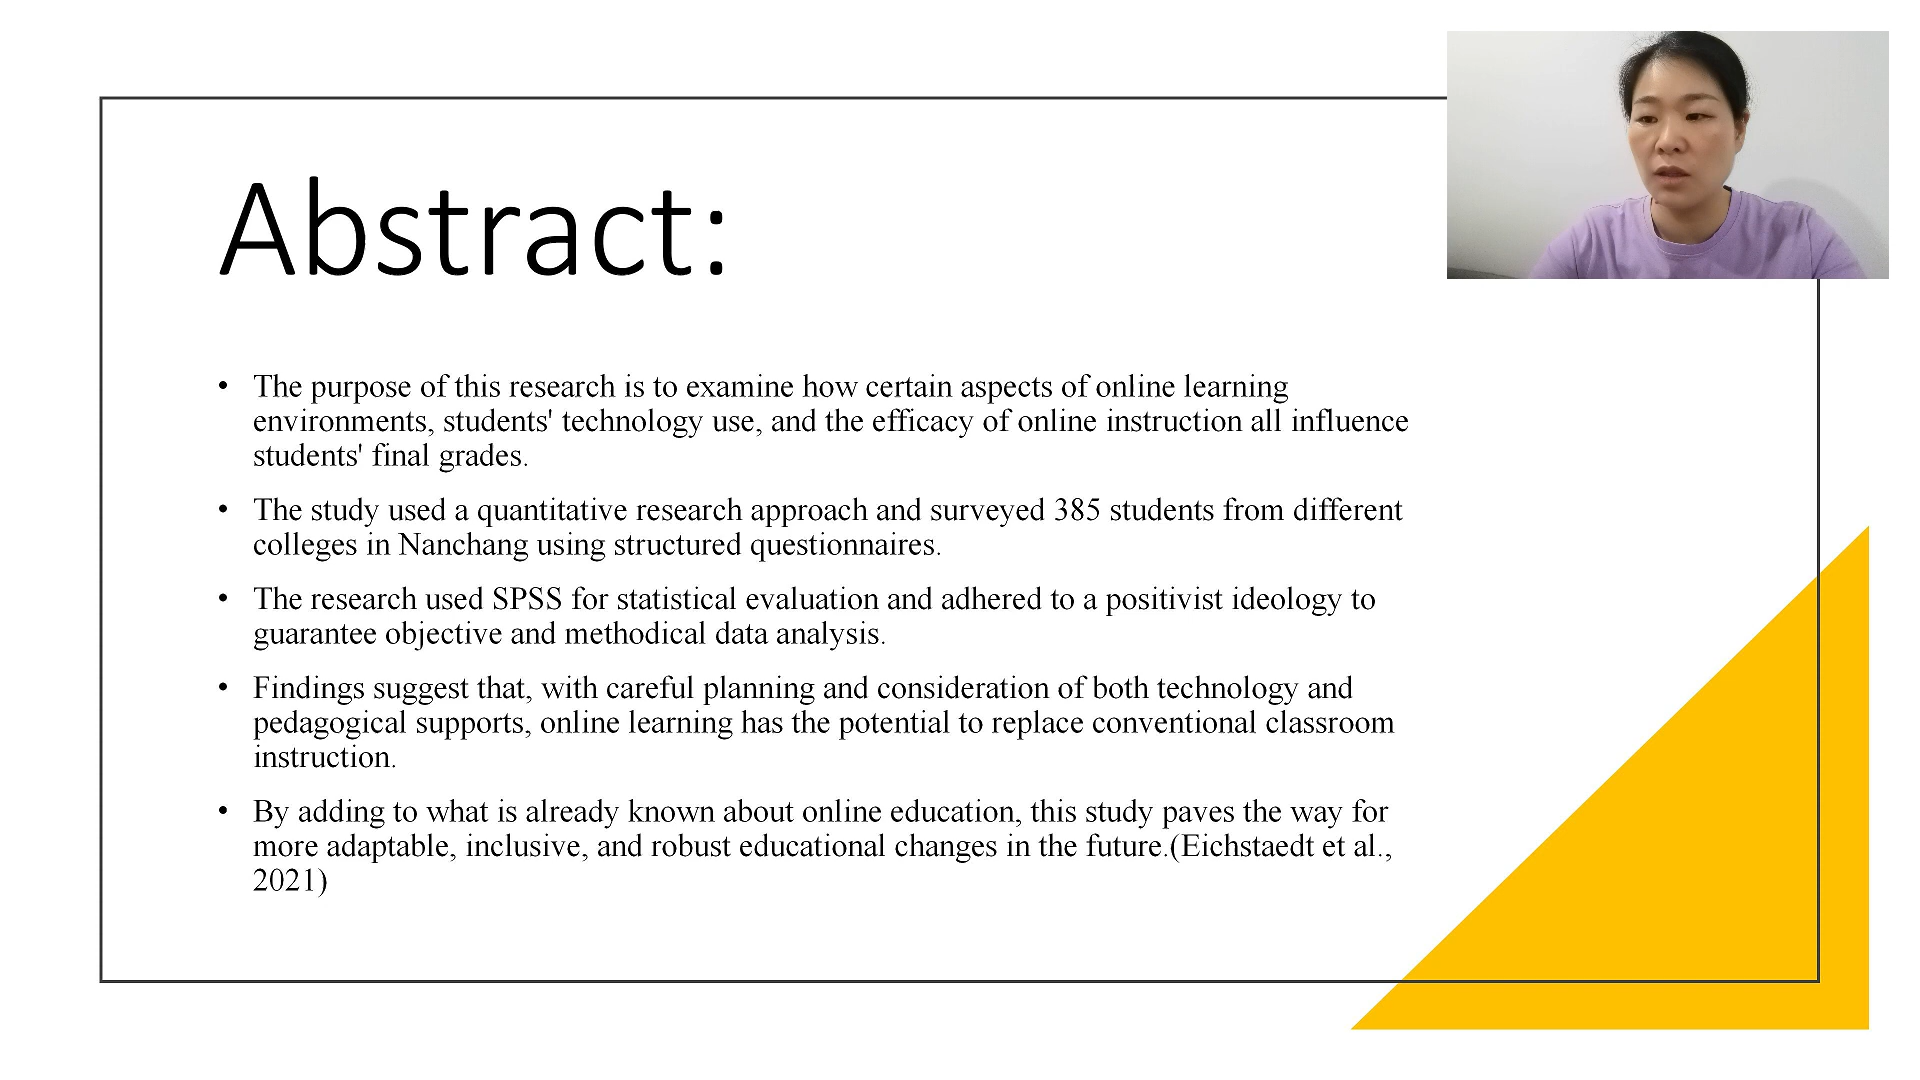 Abstract:
• The purpose of this research is to examine how certain aspects of online learning
environments, students' technology use, and the efficacy of online instruction all influence
students' final grades.
• The study used a quantitative research approach and surveyed 385 students from different
colleges in Nanchang using structured questionnaires.
• The research used SPSS for statistical evaluation and adhered to a positivist ideology to
guarantee objective and methodical data analysis.
• Findings suggest that, with careful planning and consideration of both technology and
pedagogical supports, online learning has the potential to replace conventional classroom
instruction.
• By adding to what is already known about online education, this study paves the way for
more adaptable, inclusive, and robust educational changes in the future.(Eichstaedt et al.,
2021)